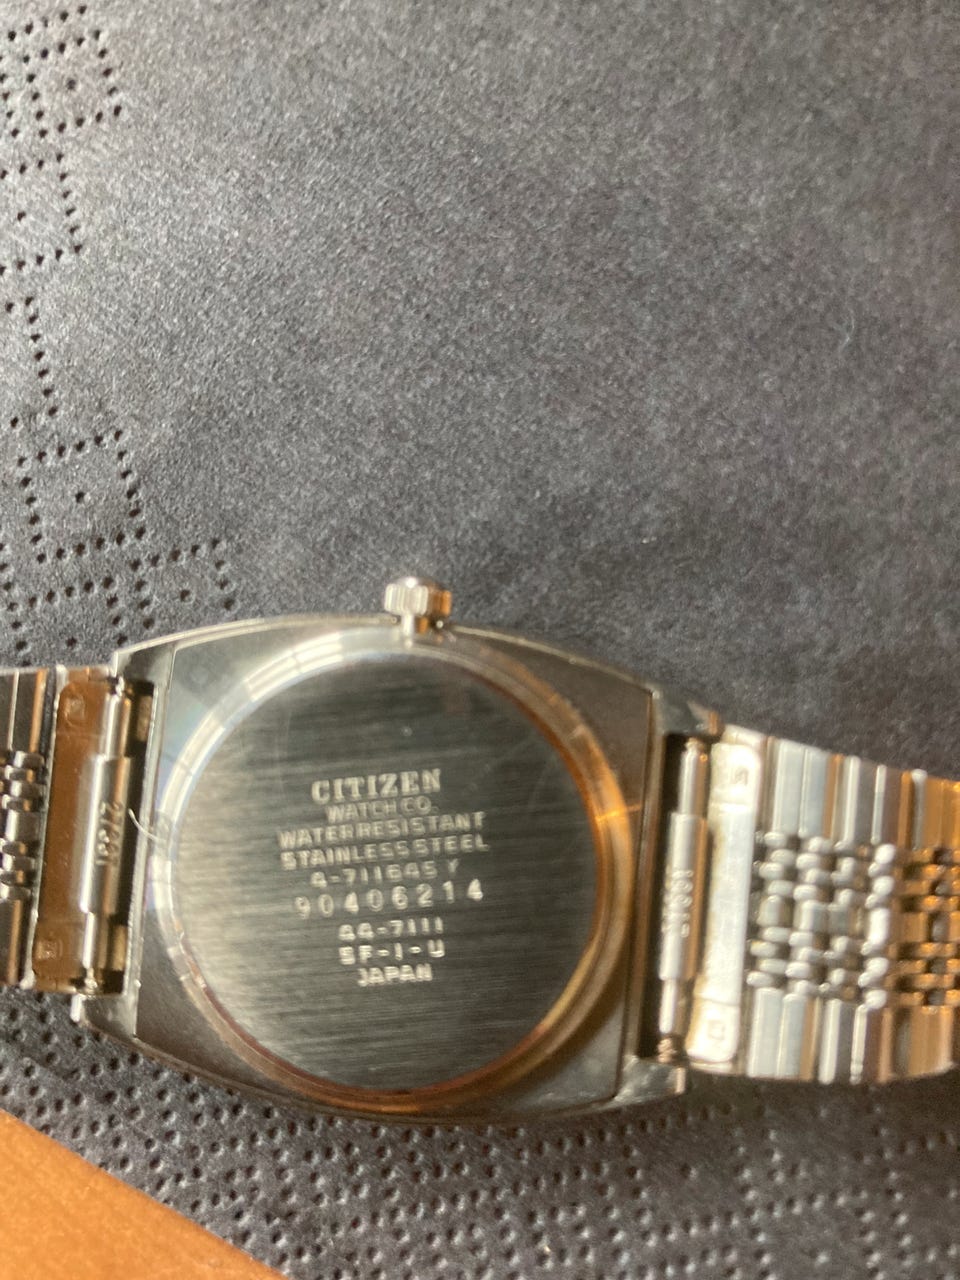 CITIZEN
WATCH CO.
WATER RESISTANT
STAINLESS STEEL
4-711645 Y
90406214
44-7111
SF-1-U
JAPAN